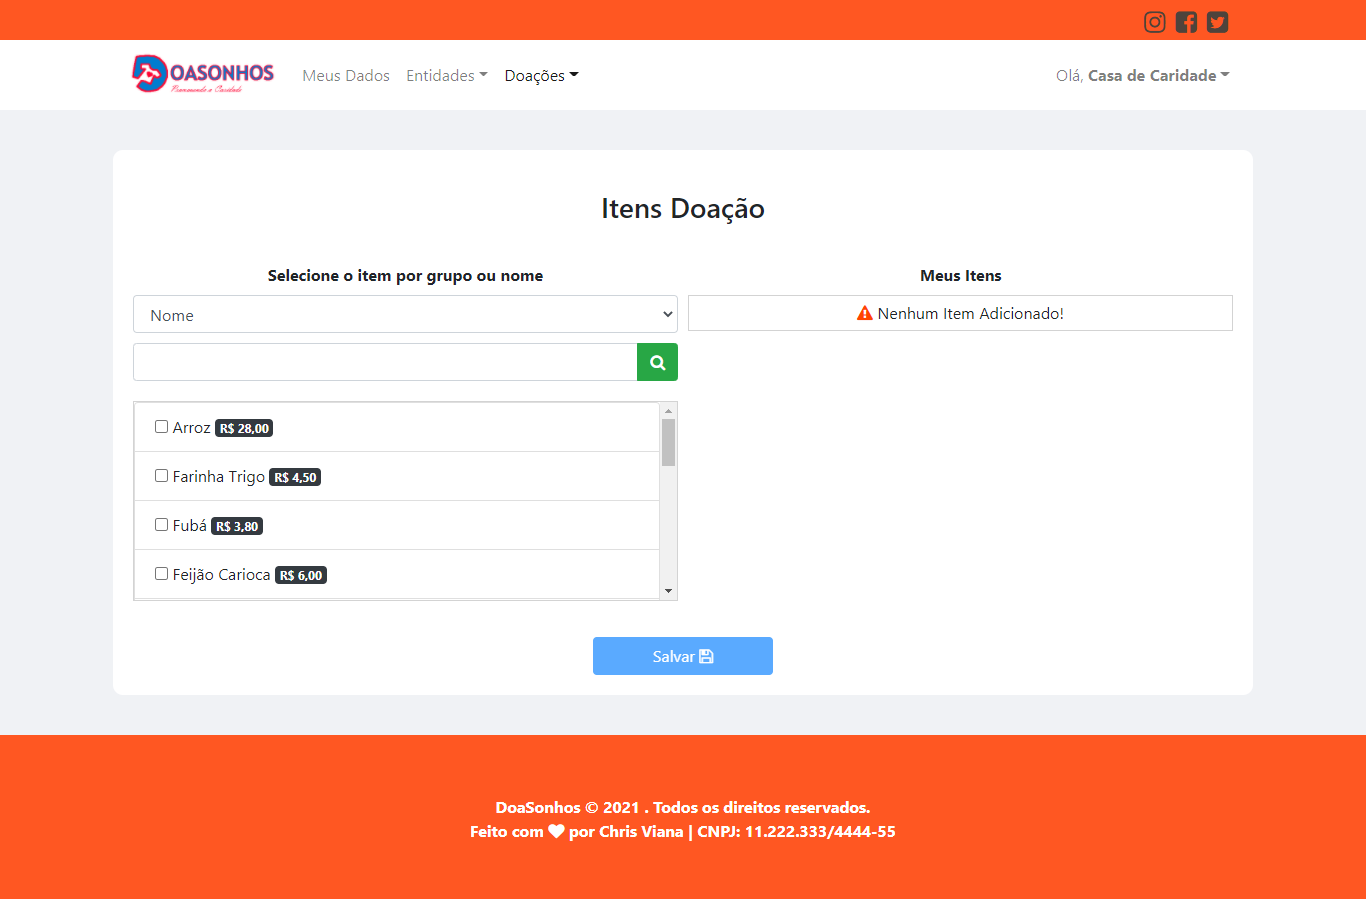 OASONHOS
Promovendo a Caridade
Meus Dados
Entidades
Doações
Olá, Casa de Caridade
Itens Doação
Selecione o item por grupo ou nome
Meus Itens
Nome
Nenhum Item Adicionado!
Arroz R$ 28,00
Farinha Trigo R$ 4,50
Fubá R$ 3,80
Feijão Carioca R$ 6,00
Salvar
DoaSonhos © 2021 . Todos os direitos reservados.
Feito com ❤ por Chris Viana | CNPJ: 11.222.333/4444-55